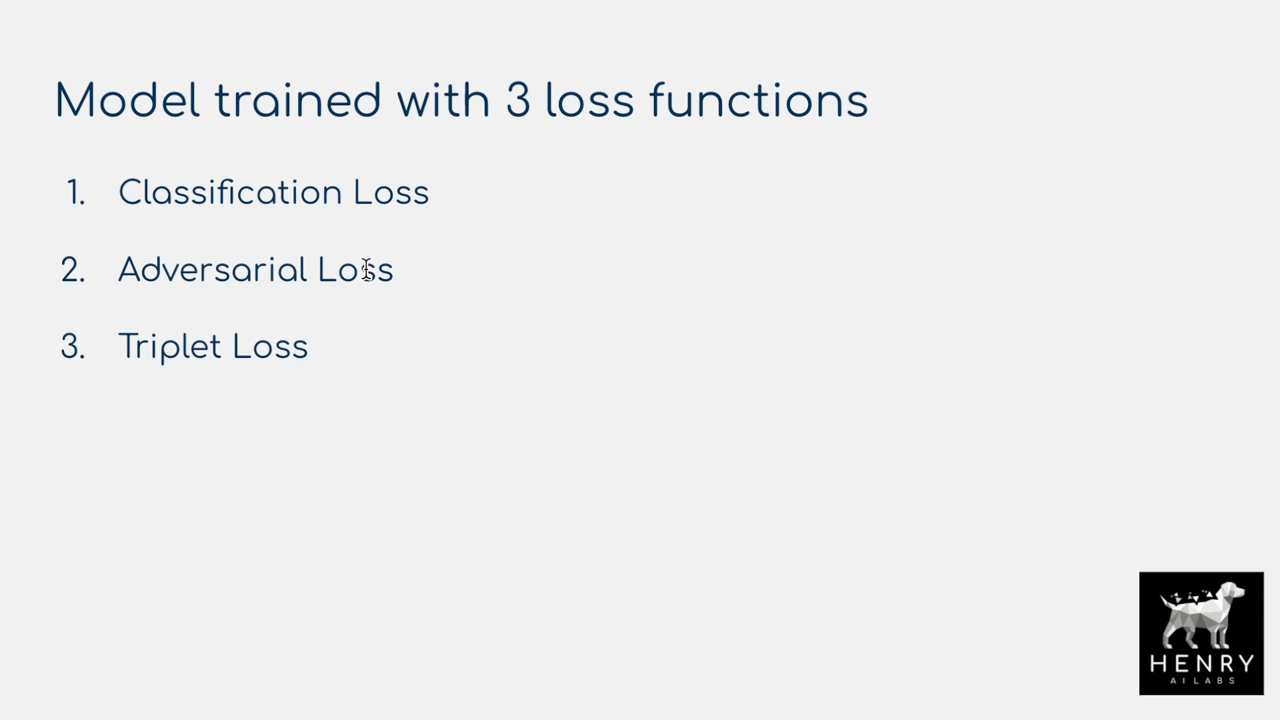 Model trained with 3 loss functions
1. Classification Loss
2. Adversarial Loss
3. Triplet Loss
HENRY
AI LABS